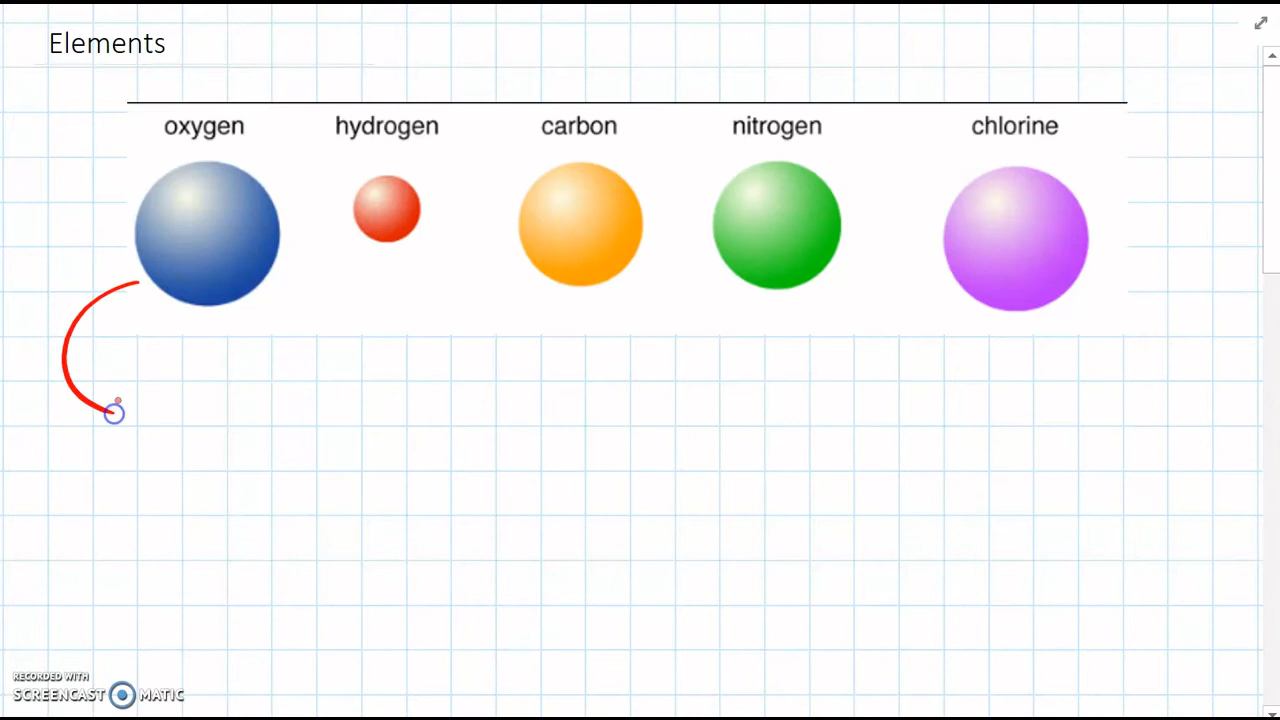 Elements
oxygen hydrogen carbon nitrogen chlorine
RECORDED WITH
SCREENCAST MATIC